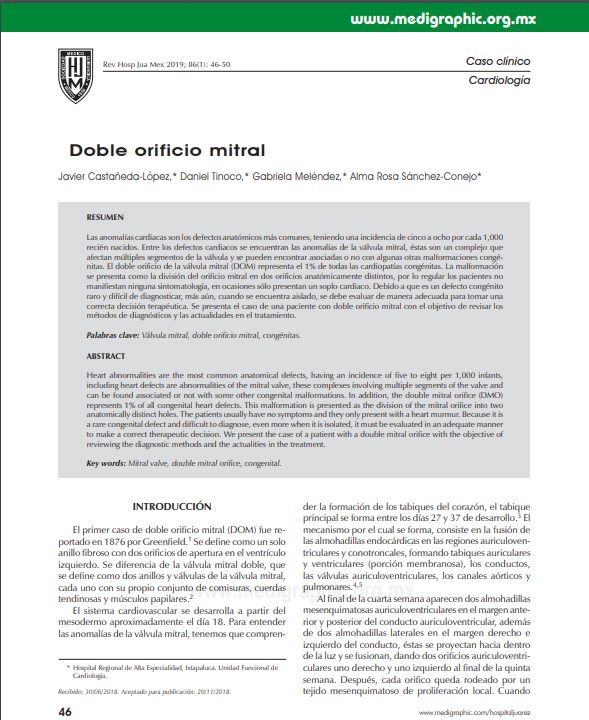 www.medigraphic.org.mx
Rev Hosp Jua Mex 2019; 86(1): 46-50
Caso clínico
Cardiología
Doble orificio mitral
Javier Castañeda-López,* Daniel Tinoco,* Gabriela Meléndez,* Alma Rosa Sánchez-Conejo*
RESUMEN
Las anomalías cardiacas son los defectos anatómicos más comunes, teniendo una incidencia de cinco a ocho por cada 1,000
recién nacidos. Entre los defectos cardiacos se encuentran las anomalías de la válvula mitral, éstas son un complejo que
afectan múltiples segmentos de la válvula y se pueden encontrar asociadas o no con algunas otras malformaciones congé-
nitas. El doble orificio de la válvula mitral (DOM) representa el 1% de todas las cardiopatías congénitas. La malformación
se presenta como la división del orificio mitral en dos orificios anatómicamente distintos, por lo regular los pacientes no
manifiestan ninguna sintomatología, en ocasiones sólo presentan un soplo cardiaco. Debido a que es un defecto congénito
raro y difícil de diagnosticar, más aún, cuando se encuentra aislado, se debe evaluar de manera adecuada para tomar una
correcta decisión terapéutica. Se presenta el caso de una paciente con doble orificio mitral con el objetivo de revisar los
métodos de diagnósticos y las actualidades en el tratamiento.
Palabras clave: Válvula mitral, doble orificio mitral, congénitas.
ABSTRACT
Heart abnormalities are the most common anatomical defects, having an incidence of five to eight per 1,000 infants,
including heart defects are abnormalities of the mitral valve, these complexes involving multiple segments of the valve and
can be found associated or not with some other congenital malformations. In addition, the double mitral orifice (DMO)
represents 1% of all congenital heart defects. This malformation is presented as the division of the mitral orifice into two
anatomically distinct holes. The patients usually have no symptoms and they only present with a heart murmur. Because it is
a rare congenital defect and difficult to diagnose, even more when it is isolated, it must be evaluated in an adequate manner
to make a correct therapeutic decision. We present the case of a patient with a double mitral orifice with the objective of
reviewing the diagnostic methods and the actualities in the treatment.
Key words: Mitral valve, double mitral orifice, congenital.
INTRODUCCIÓN
El primer caso de doble orificio mitral (DOM) fue re-
portado en 1876 por Greenfield.1 Se define como un solo
anillo fibroso con dos orificios de apertura en el ventrículo
izquierdo. Se diferencia de la válvula mitral doble, que
se define como dos anillos y válvulas de la válvula mitral,
cada uno con su propio conjunto de comisuras, cuerdas
tendinosas y músculos papilares.2
El sistema cardiovascular se desarrolla a partir del
mesodermo aproximadamente el día 18. Para entender
las anomalías de la válvula mitral, tenemos que compren-
* Hospital Regional de Alta Especialidad, Ixtapaluca. Unidad Funcional de
Cardiología.
Recibido: 30/06/2018. Aceptado para publicación: 20/11/2018.
der la formación de los tabiques del corazón, el tabique
principal se forma entre los días 27 y 37 de desarrollo.3 El
mecanismo por el cual se forma, consiste en la fusión de
las almohadillas endocárdicas en las regiones auriculoven-
triculares y conotroncales, formando tabiques auriculares
y ventriculares (porción membranosa), los conductos,
las válvulas auriculoventriculares, los canales aórticos y
pulmonares.4,5
Al final de la cuarta semana aparecen dos almohadillas
mesenquimatosas auriculoventriculares en el margen ante-
rior y posterior del conducto auriculoventricular, además
de dos almohadillas laterales en el margen derecho e
izquierdo del conducto, éstas se proyectan hacia dentro
de la luz y se fusionan, dando dos orificios auriculoventri-
culares uno derecho y uno izquierdo al final de la quinta
semana. Después, cada orificio queda rodeado por un
tejido mesenquimatoso de proliferación local. Cuando
46
www.medigraphic.com/hospitaljuarez